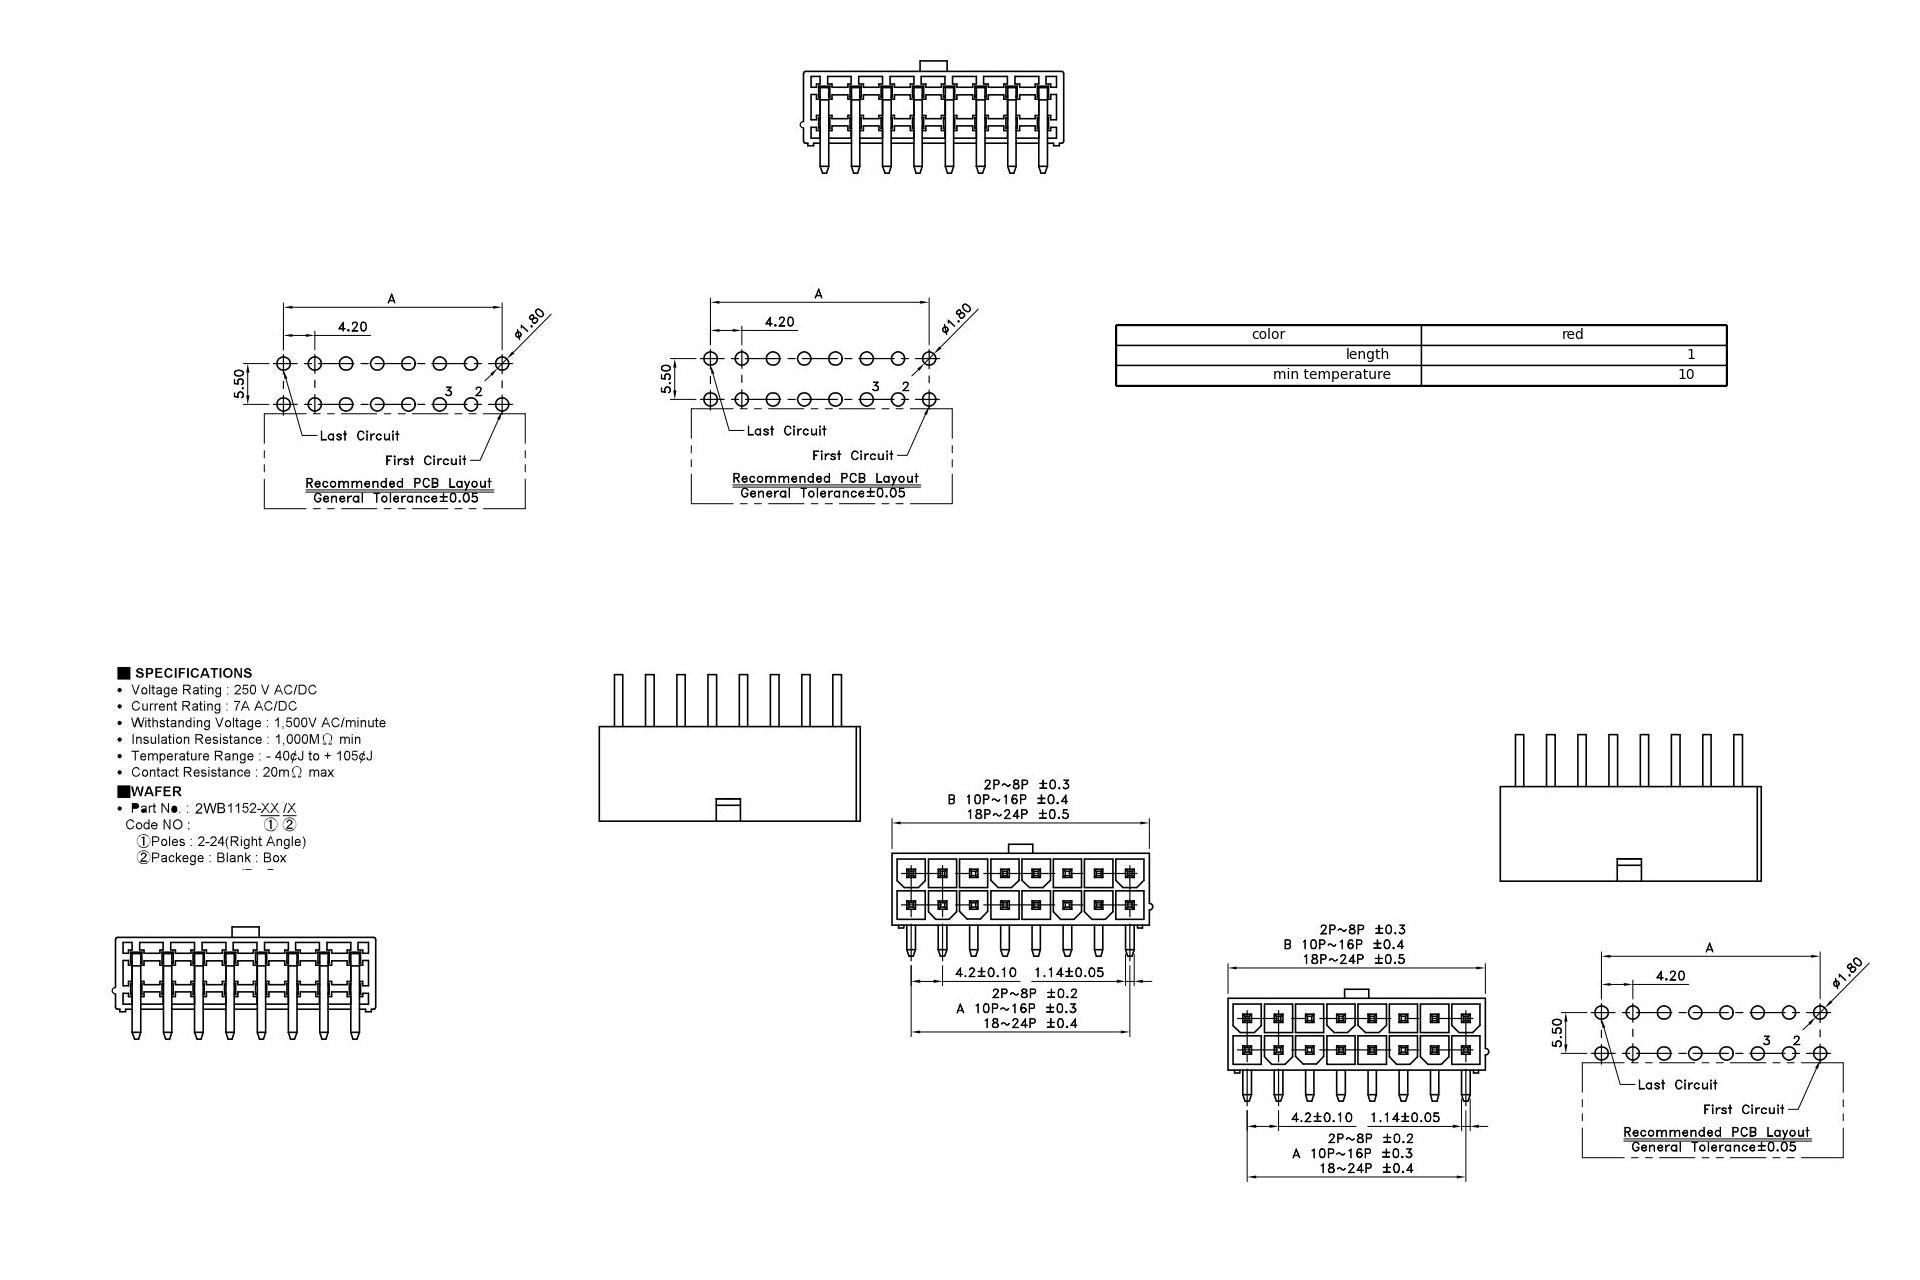 A
4.20
ø1.80
5.50
3 2
Last Circuit
First Circuit
Recommended PCB Layout
General Tolerance±0.05
A
4.20
ø1.80
5.50
3 2
Last Circuit
First Circuit
Recommended PCB Layout
General Tolerance±0.05
color red
length 1
min temperature 10
SPECIFICATIONS
• Voltage Rating : 250 V AC/DC
• Current Rating : 7A AC/DC
• Withstanding Voltage : 1,500V AC/minute
• Insulation Resistance : 1,000MΩ min
• Temperature Range : - 40¢J to + 105¢J
• Contact Resistance : 20mΩ max
WAFER
• Part No. : 2WB1152-XX /X
Code NO : ① ②
①Poles : 2-24(Right Angle)
②Packege : Blank : Box
2P~8P ±0.3
B 10P~16P ±0.4
18P~24P ±0.5
4.2±0.10 1.14±0.05
2P~8P ±0.2
A 10P~16P ±0.3
18~24P ±0.4
2P~8P ±0.3
B 10P~16P ±0.4
18P~24P ±0.5
4.2±0.10 1.14±0.05
2P~8P ±0.2
A 10P~16P ±0.3
18~24P ±0.4
A
4.20
ø1.80
5.50
3 2
Last Circuit
First Circuit
Recommended PCB Layout
General Tolerance±0.05